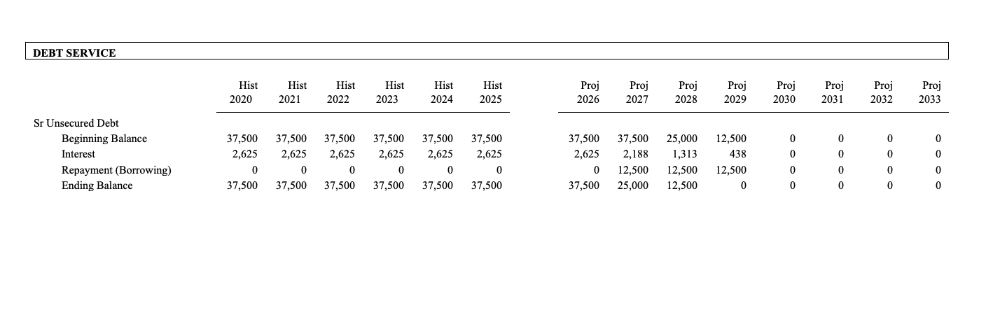 DEBT SERVICE
Hist Hist Hist Hist Hist Hist Proj Proj Proj Proj Proj Proj Proj Proj
2020 2021 2022 2023 2024 2025 2026 2027 2028 2029 2030 2031 2032 2033
Sr Unsecured Debt
Beginning Balance 37,500 37,500 37,500 37,500 37,500 37,500 37,500 37,500 25,000 12,500 0 0 0 0
Interest 2,625 2,625 2,625 2,625 2,625 2,625 2,625 2,188 1,313 438 0 0 0 0
Repayment (Borrowing) 0 0 0 0 0 0 0 12,500 12,500 12,500 0 0 0 0
Ending Balance 37,500 37,500 37,500 37,500 37,500 37,500 37,500 25,000 12,500 0 0 0 0 0